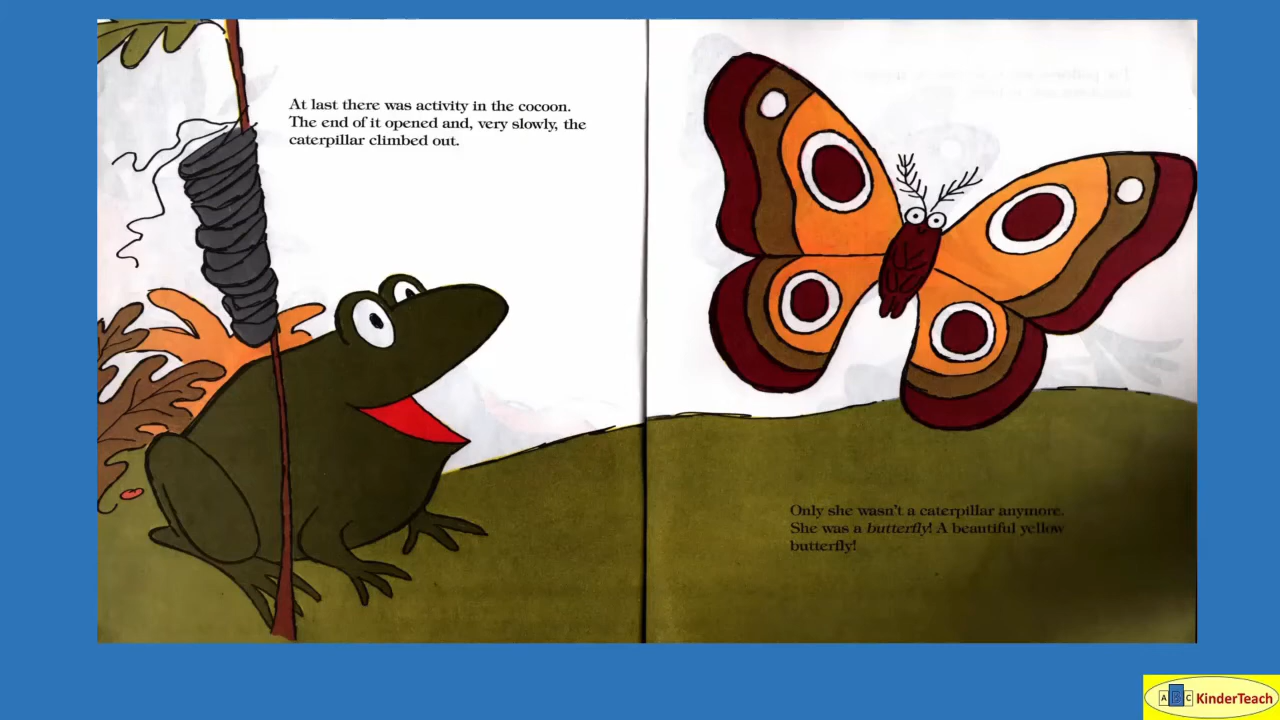 At last there was activity in the cocoon.
The end of it opened and, very slowly, the
caterpillar climbed out.
Only she wasn't a caterpillar anymore.
She was a butterfly! A beautiful yellow
butterfly!
ABC KinderTeach